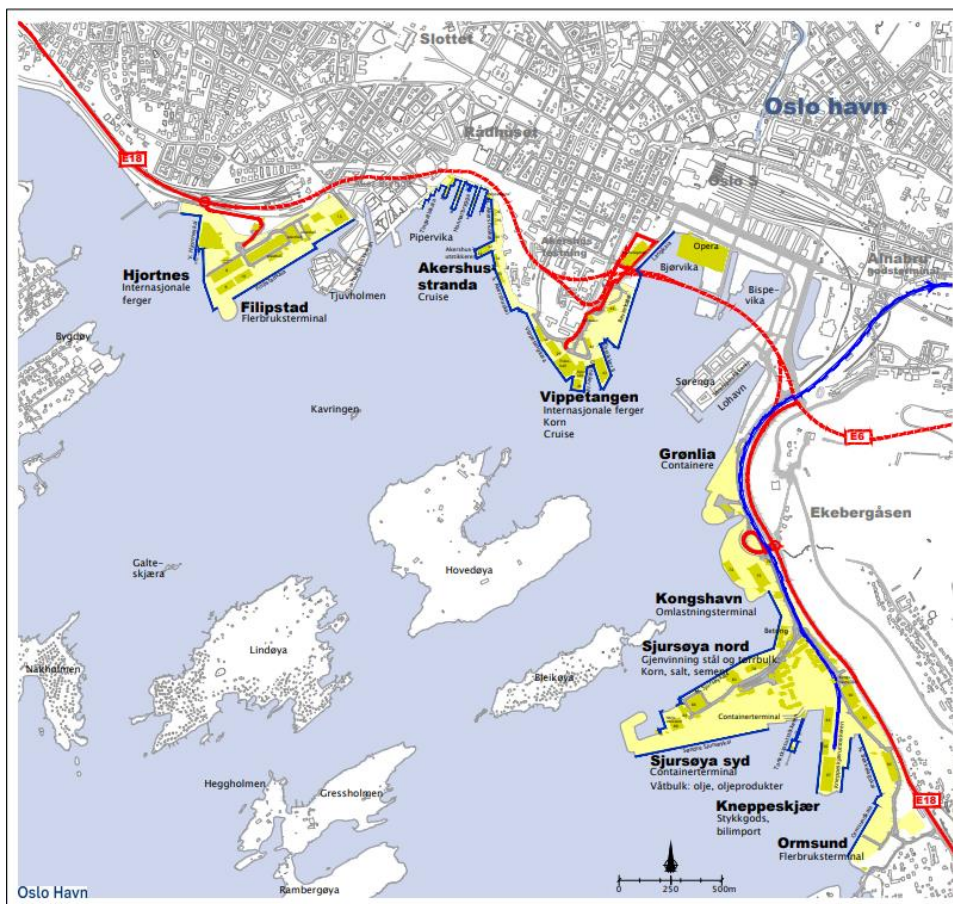 Slottet
Oslo havn
Rådhuset
E18
Oslo S
Pipervika
Akershus
festning
Opera
Alnabru
godsterminal
Bjørvika
Hjortnes
Internasjonale
ferger
Akershus-
stranda
Cruise
Bispe-
vika
Filipstad
Flerbruksterminal
Tjuvholmen
Bygdøy
Sørenga
Lohavn
Vippetangen
Internasjonale ferger
Korn
Cruise
Kavringen
E6
Grønlia
Containere
Ekebergåsen
Galte-
skjæra
Hovedøya
Kongshavn
Omlastningsterminal
Betong
Sjursøya nord
Gjenvinning stål og tørrbulk:
Korn, salt, sement
Lindøya
Nakholmen
Bleikøya
Containerterminal
Sjursøya syd
Containerterminal
Våtbulk: olje, oljeprodukter
Heggholmen
Gressholmen
Kneppeskjær
Stykkgods,
bilimport
E18
Ormsund
Flerbruksterminal
Rambergøya
0 250 500m
Oslo Havn